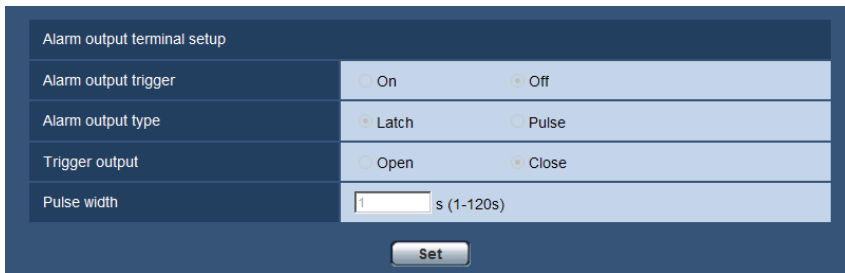 Alarm output terminal setup
Alarm output trigger On Off
Alarm output type Latch Pulse
Trigger output Open Close
Pulse width 1 s (1-120s)
Set